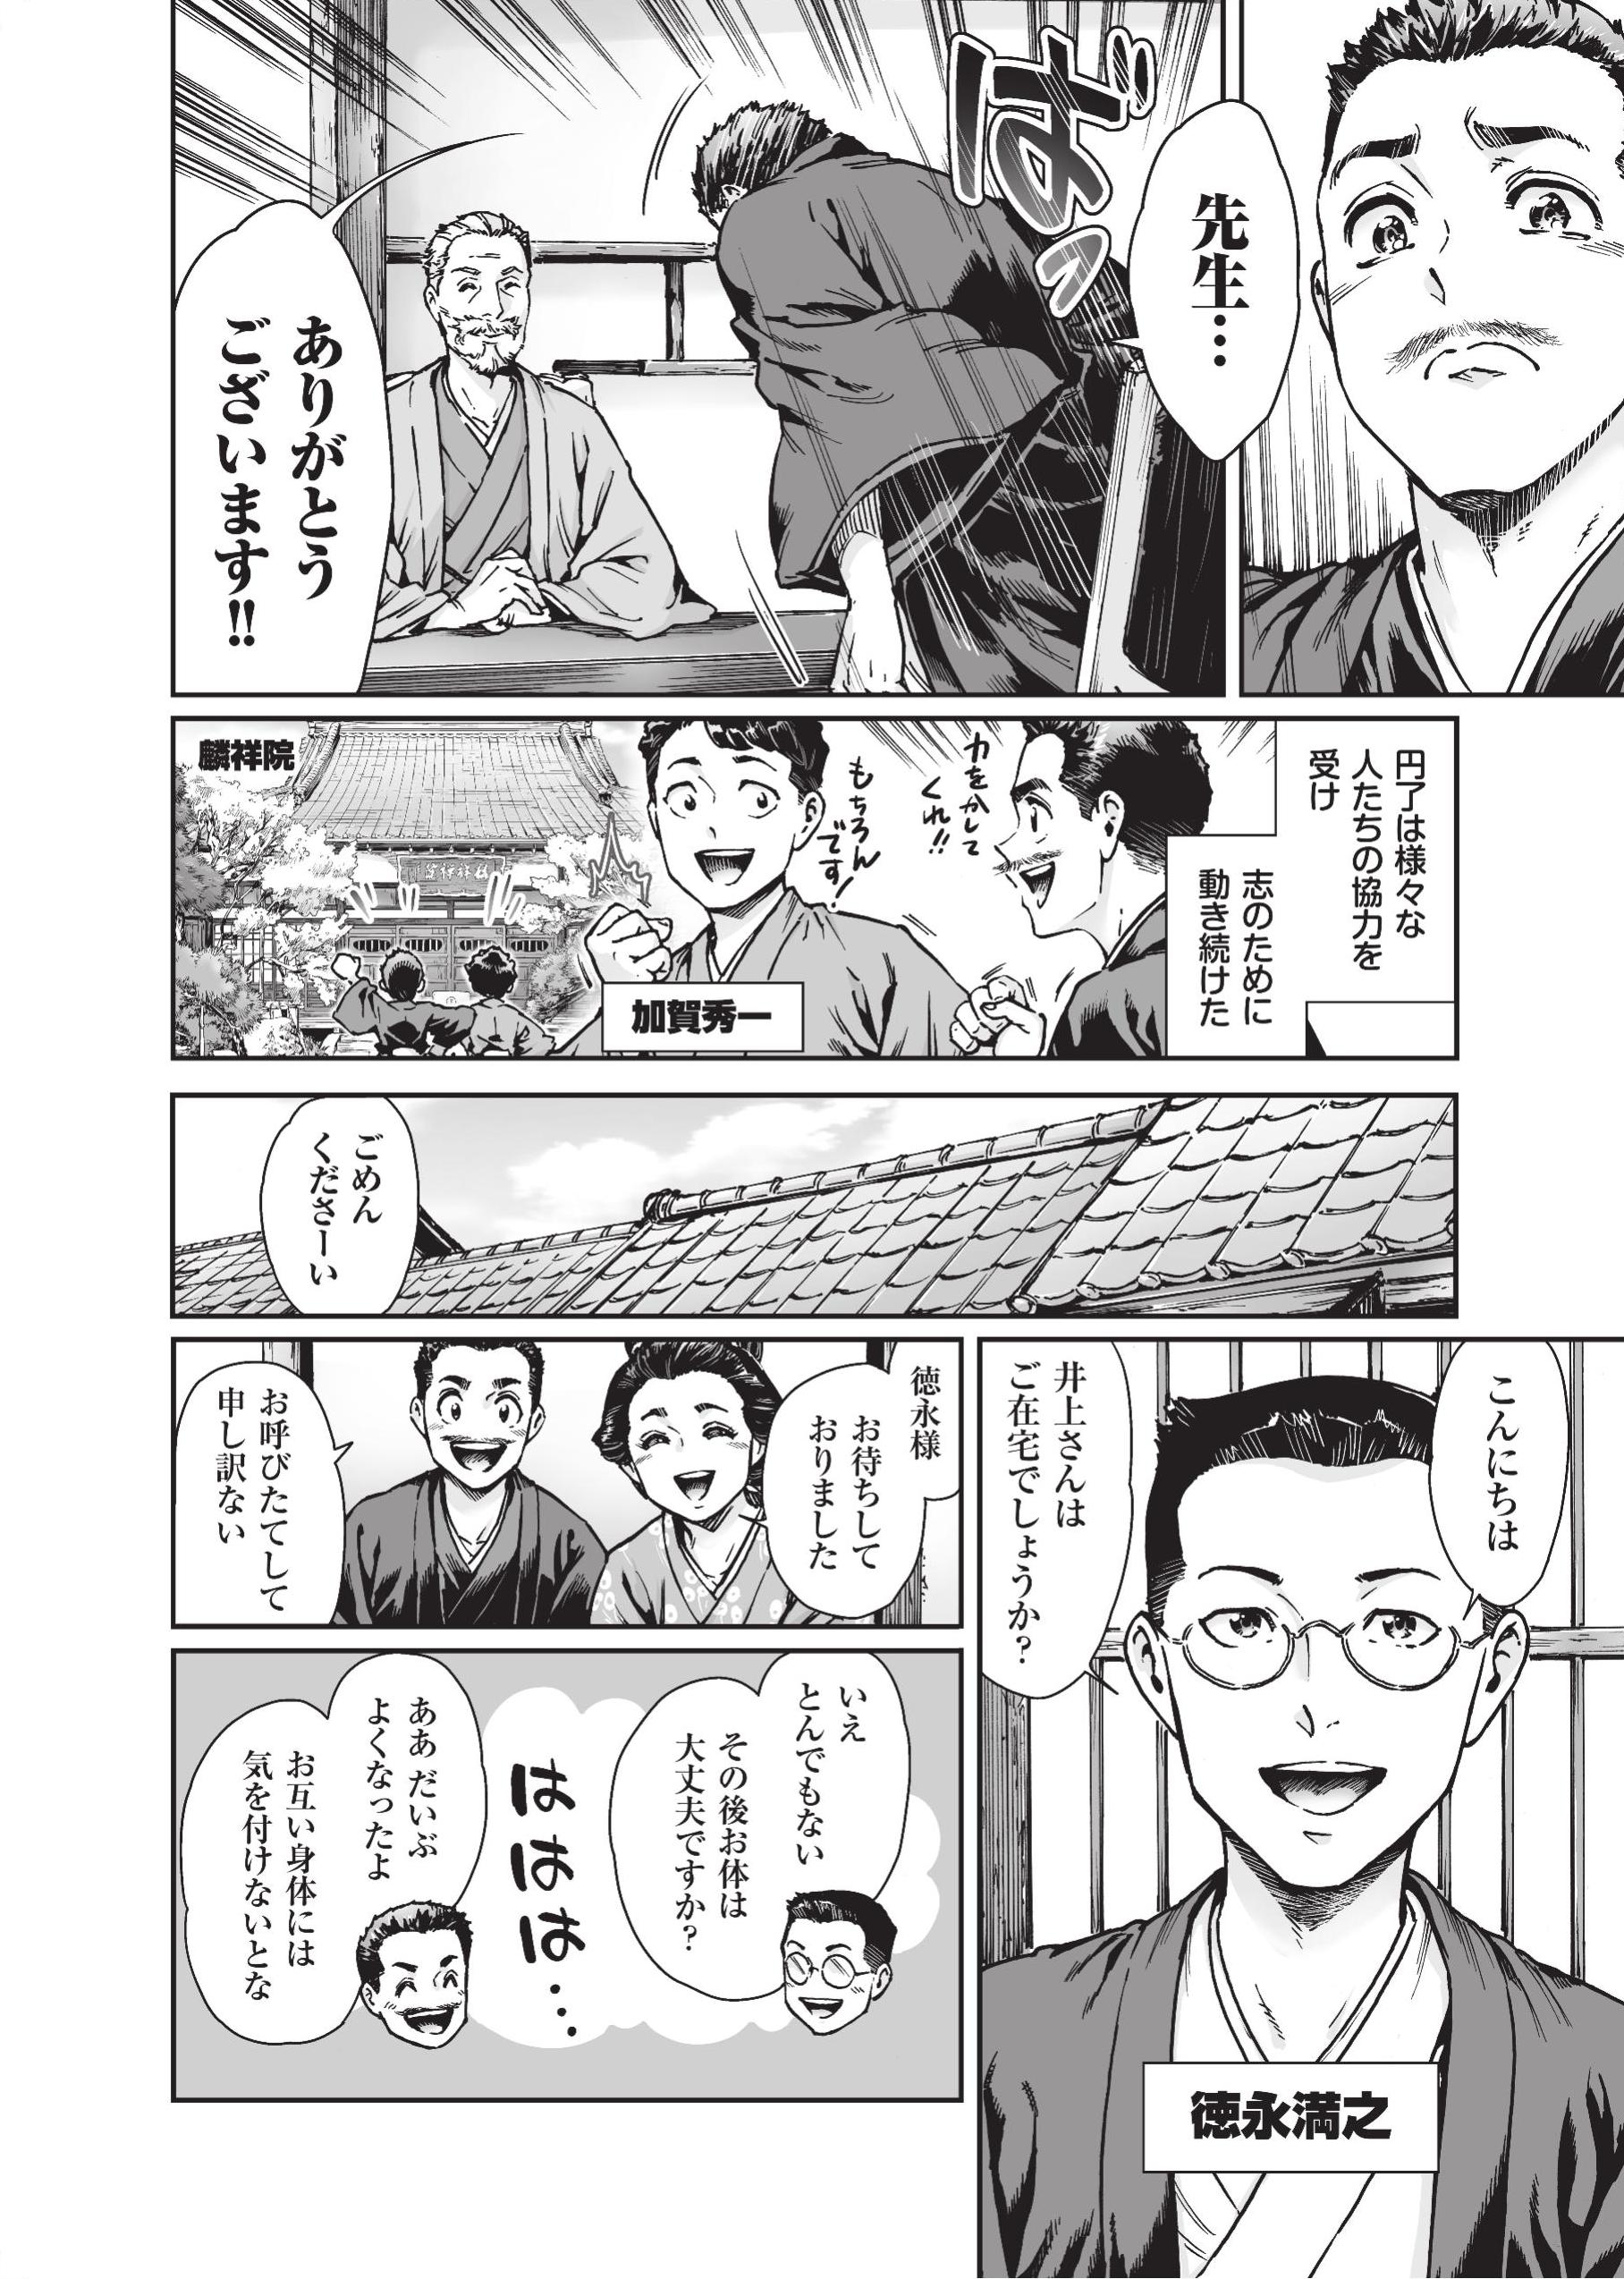 先生…
ばっ
ありがとう
ございます!!
円了は様々な
人たちの協力を
受け
志のために
動き続けた
力をかして
くれ!!
もちろん
です!
加賀秀一
麟祥院
ごめん
くださーい
こんにちは
井上さんは
ご在宅でしょうか?
徳永満之
徳永様
お待ちして
おりました
お呼びたてして
申し訳ない
いえ
とんでもない
その後お体は
大丈夫ですか?
ははは…
ああ だいぶ
よくなったよ
お互い身体には
気を付けないとな